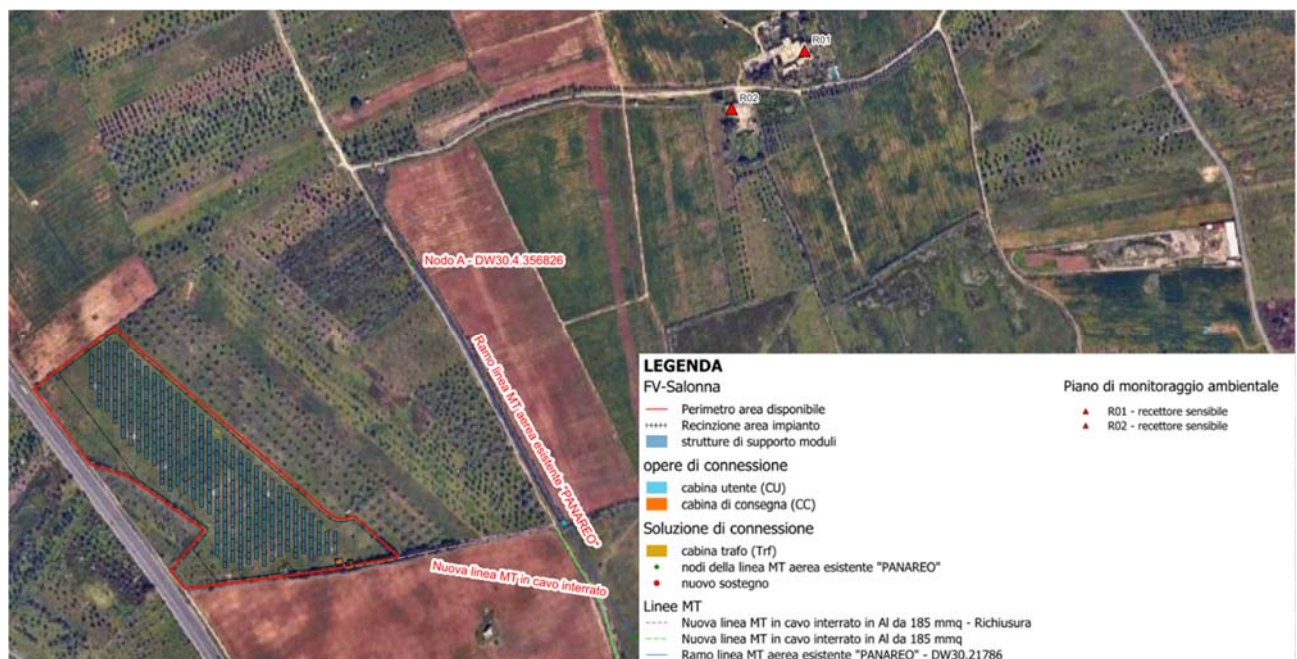 R01
R02
Nodo A - DW30.4.356826
Ramo linea MT aerea esistente "PANAREO"
Nuova linea MT in cavo interrato
LEGENDA
FV-Salonna
Perimetro area disponibile
Recinzione area impianto
strutture di supporto moduli
opere di connessione
cabina utente (CU)
cabina di consegna (CC)
Soluzione di connessione
cabina trafo (Trf)
nodi della linea MT aerea esistente "PANAREO"
nuovo sostegno
Linee MT
Nuova linea MT in cavo interrato in Al da 185 mmq - Richiusura
Nuova linea MT in cavo interrato in Al da 185 mmq
Ramo linea MT aerea esistente "PANAREO" - DW30.21786
Piano di monitoraggio ambientale
R01 - recettore sensibile
R02 - recettore sensibile